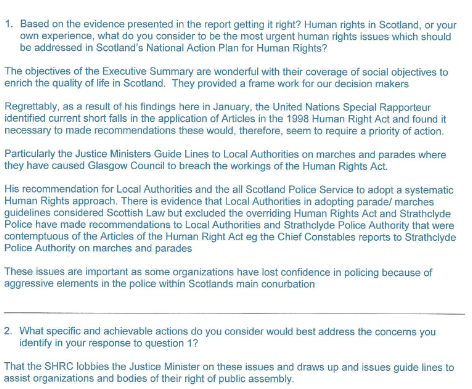 1. Based on the evidence presented in the report getting it right? Human rights in Scotland, or your
own experience, what do you consider to be the most urgent human rights issues which should
be addressed in Scotland's National Action Plan for Human Rights?
The objectives of the Executive Summary are wonderful with their coverage of social objectives to
enrich the quality of life in Scotland. They provided a frame work for our decision makers
Regrettably, as a result of his findings here in January, the United Nations Special Rapporteur
identified current short falls in the application of Articles in the 1998 Human Right Act and found it
necessary to made recommendations these would, therefore, seem to require a priority of action.
Particularly the Justice Ministers Guide Lines to Local Authorities on marches and parades where
they have caused Glasgow Council to breach the workings of the Human Rights Act.
His recommendation for Local Authorities and the all Scotland Police Service to adopt a systematic
Human Rights approach. There is evidence that Local Authorities in adopting parade/ marches
guidelines considered Scottish Law but excluded the overriding Human Rights Act and Strathclyde
Police have made recommendations to Local Authorities and Strathclyde Police Authority that were
contemptuous of the Articles of the Human Right Act eg the Chief Constables reports to Strathclyde
Police Authority on marches and parades
These issues are important as some organizations have lost confidence in policing because of
aggressive elements in the police within Scotlands main conurbation
2. What specific and achievable actions do you consider would best address the concerns you
identify in your response to question 1?
That the SHRC lobbies the Justice Minister on these issues and draws up and issues guide lines to
assist organizations and bodies of their right of public assembly.